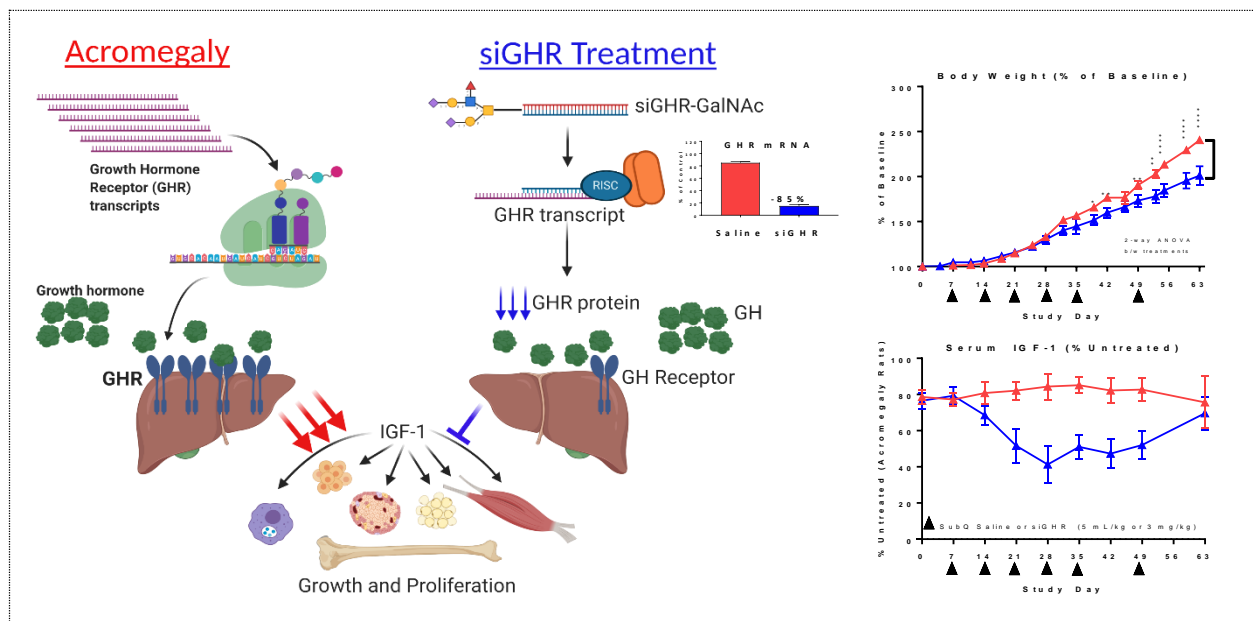 Acromegaly
Growth Hormone
Receptor (GHR)
transcripts
Growth hormone
GHR
siGHR Treatment
siGHR-GalNAc
RISC
GHR transcript
GHR mRNA
% of Control
-85%
Saline siGHR
GHR protein
GH
GH Receptor
IGF-1
Growth and Proliferation
Body Weight (% of Baseline)
% of Baseline
300
250
200
150
100
2-way ANOVA
b/w treatments
0 7 14 21 28 35 42 49 56 63
Study Day
Serum IGF-1 (% Untreated)
% Untreated (Acromegaly Rats)
100
80
60
40
20
0
SubQ Saline or siGHR (5 mL/kg or 3 mg/kg)
0 7 14 21 28 35 42 49 56 63
Study Day